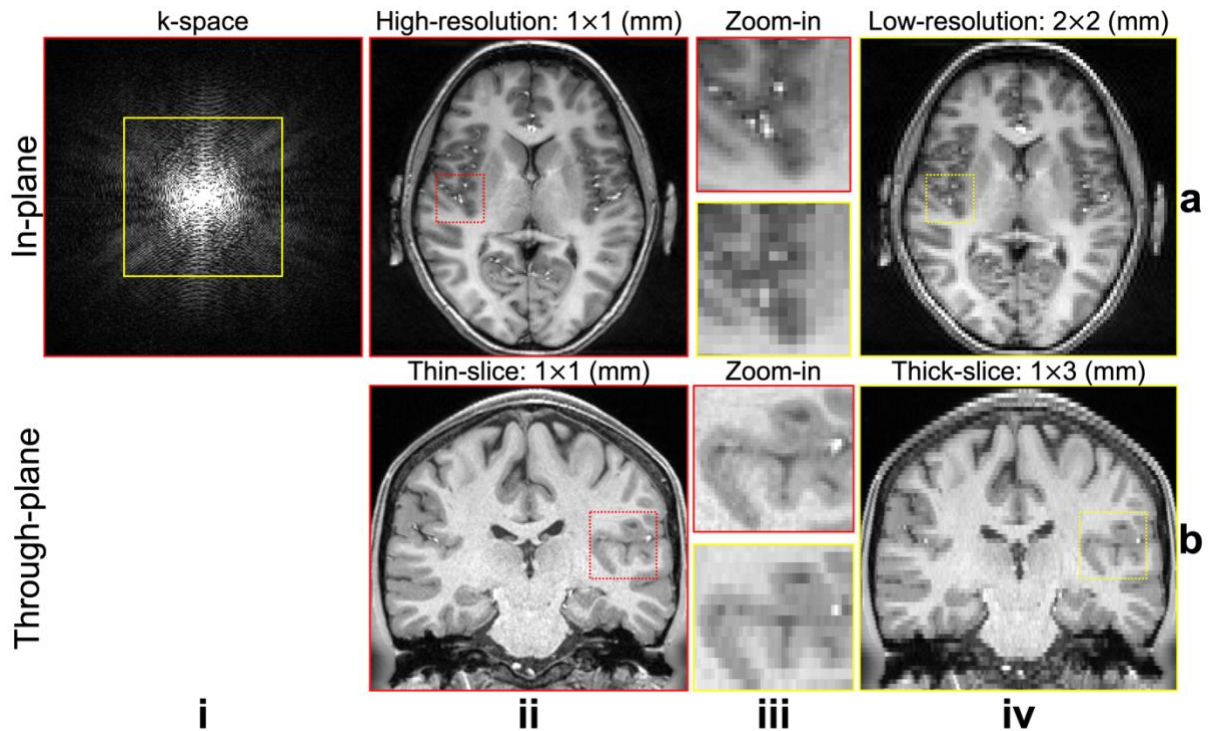 k-space
High-resolution: 1×1 (mm)
Zoom-in
Low-resolution: 2×2 (mm)
In-plane
a
Thin-slice: 1×1 (mm)
Zoom-in
Thick-slice: 1×3 (mm)
Through-plane
b
i
ii
iii
iv